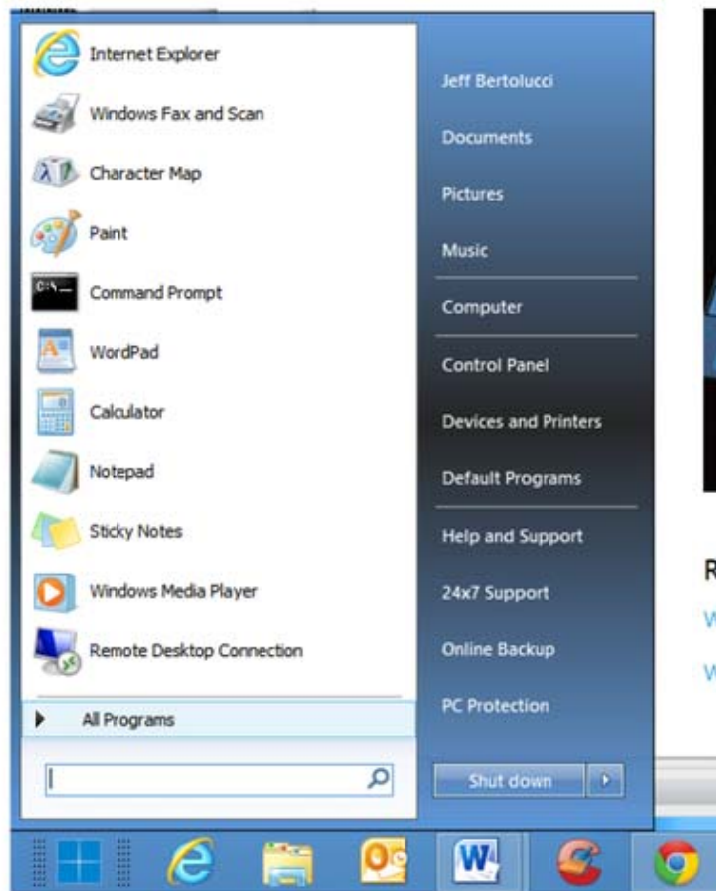 Internet Explorer
Windows Fax and Scan
Character Map
Paint
C:\_
Command Prompt
WordPad
Calculator
Notepad
Sticky Notes
Windows Media Player
Remote Desktop Connection
All Programs
Jeff Bertolucci
Documents
Pictures
Music
Computer
Control Panel
Devices and Printers
Default Programs
Help and Support
24x7 Support
Online Backup
PC Protection
Shut down
R
W
W